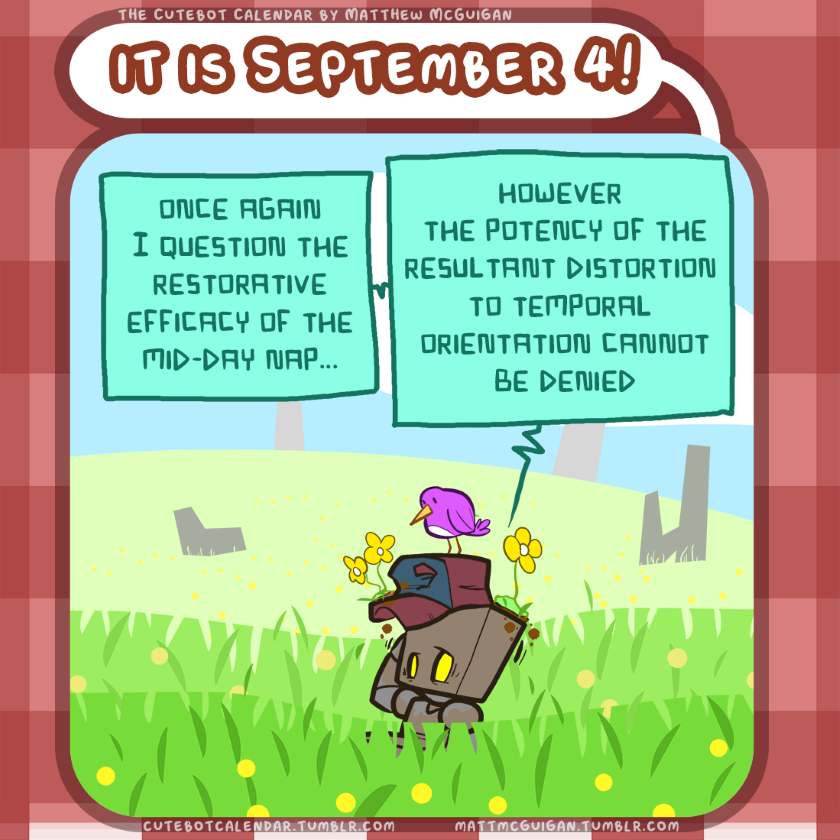 THE CUTEBOT CALENDAR BY MATTHEW MCGUIGAN
IT IS SEPTEMBER 4!
ONCE AGAIN
I QUESTION THE
RESTORATIVE
EFFICACY OF THE
MID-DAY NAP...
HOWEVER
THE POTENCY OF THE
RESULTANT DISTORTION
TO TEMPORAL
ORIENTATION CANNOT
BE DENIED
CUTEBOTCALENDAR.TUMBLR.COM
MATTMCGUIGAN.TUMBLR.COM